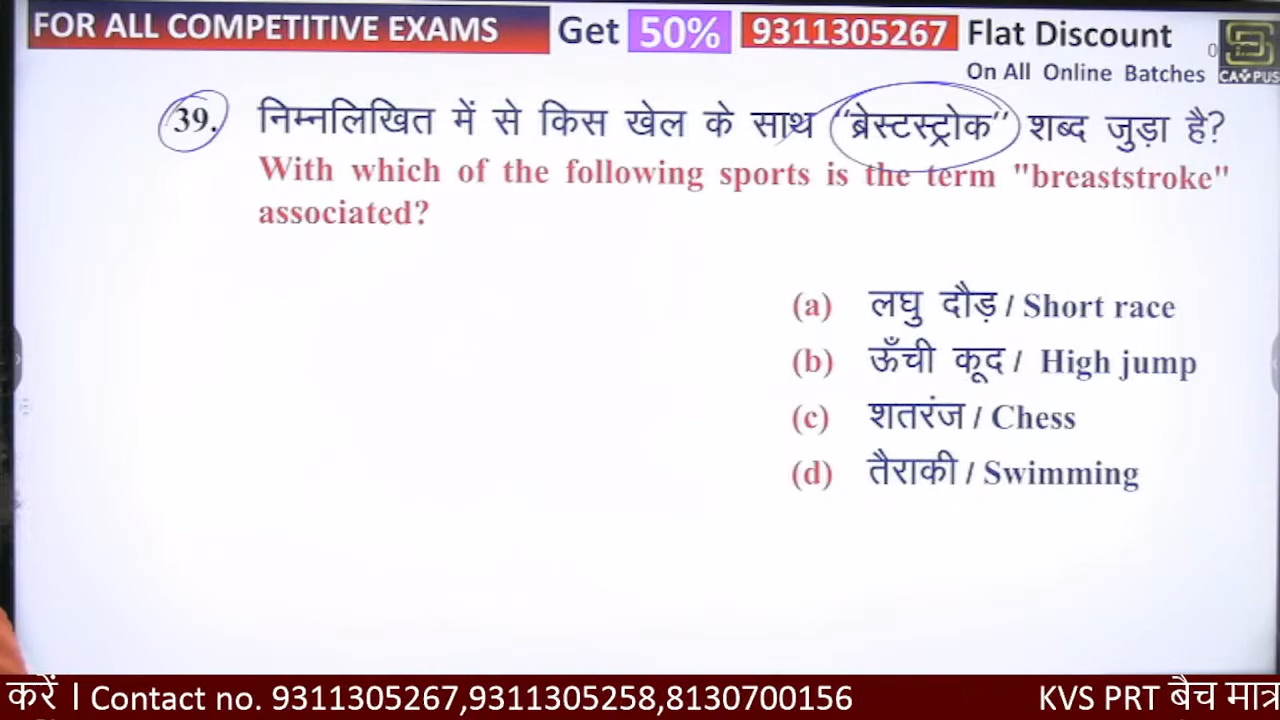 FOR ALL COMPETITIVE EXAMS Get 50% 9311305267 Flat Discount
On All Online Batches
CAMPUS
39. निम्नलिखित में से किस खेल के साथ "ब्रेस्टस्ट्रोक" शब्द जुड़ा है?
With which of the following sports is the term "breaststroke"
associated?
(a) लघु दौड़ / Short race
(b) ऊँची कूद / High jump
(c) शतरंज / Chess
(d) तैराकी / Swimming
करें । Contact no. 9311305267,9311305258,8130700156 KVS PRT बैच मात्र